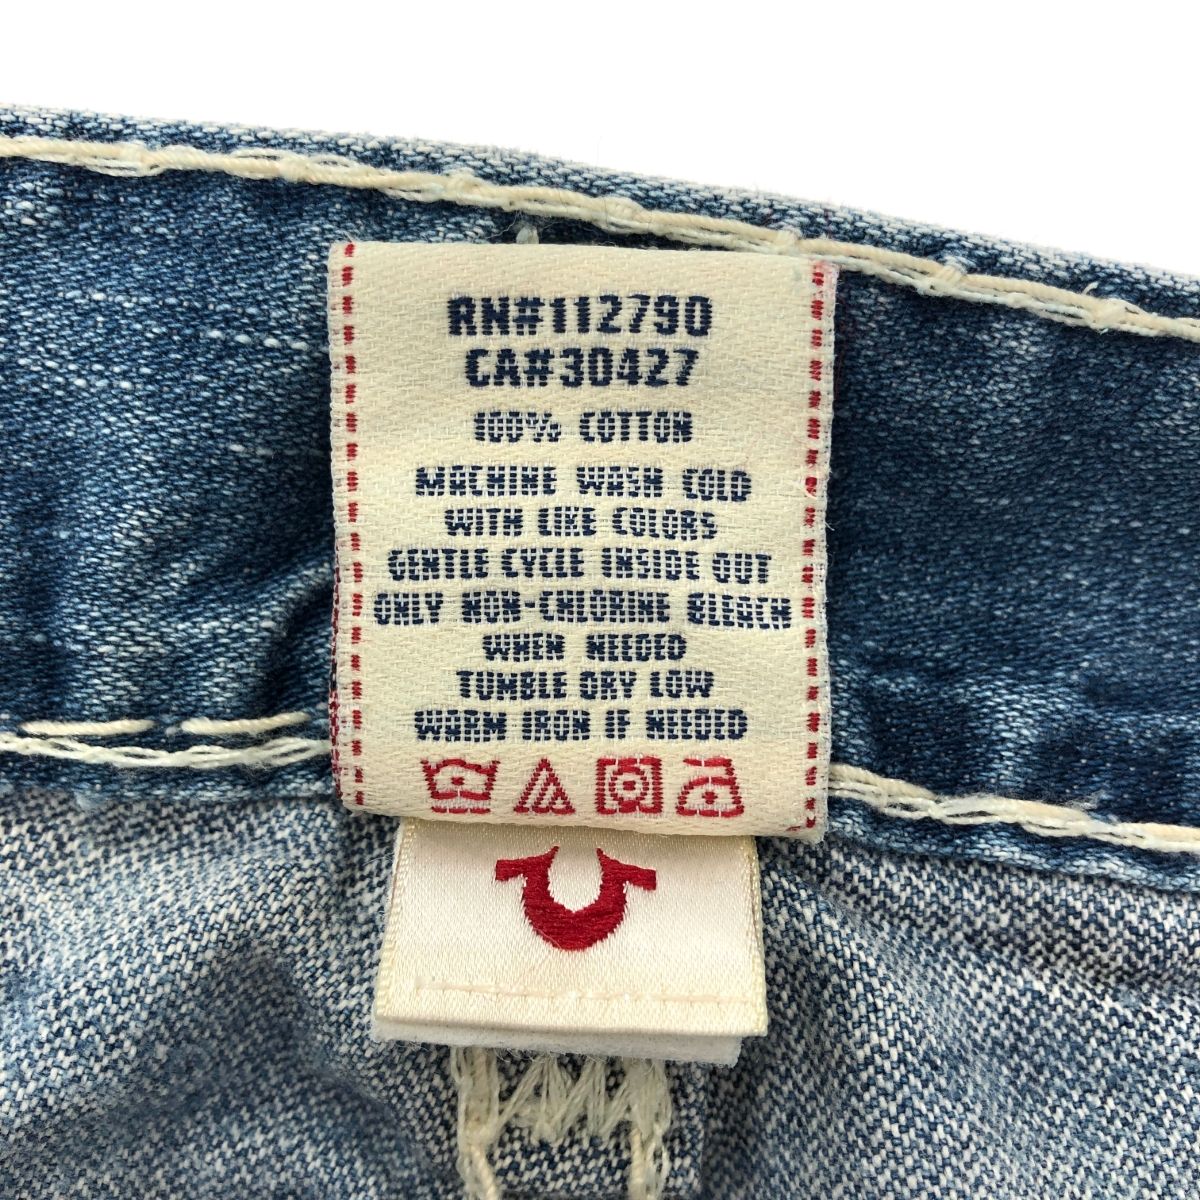 RN#112790
CA#30427
100% COTTON
MACHINE WASH COLD
WITH LIKE COLORS
GENTLE CYCLE INSIDE OUT
ONLY NON-CHLORINE BLEACH
WHEN NEEDED
TUMBLE DRY LOW
WARM IRON IF NEEDED